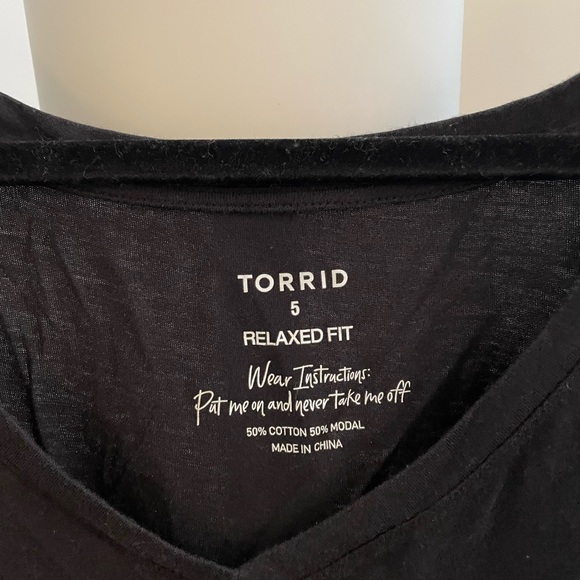 TORRID
5
RELAXED FIT
Wear Instructions:
Put me on and never take me off
50% COTTON 50% MODAL
MADE IN CHINA